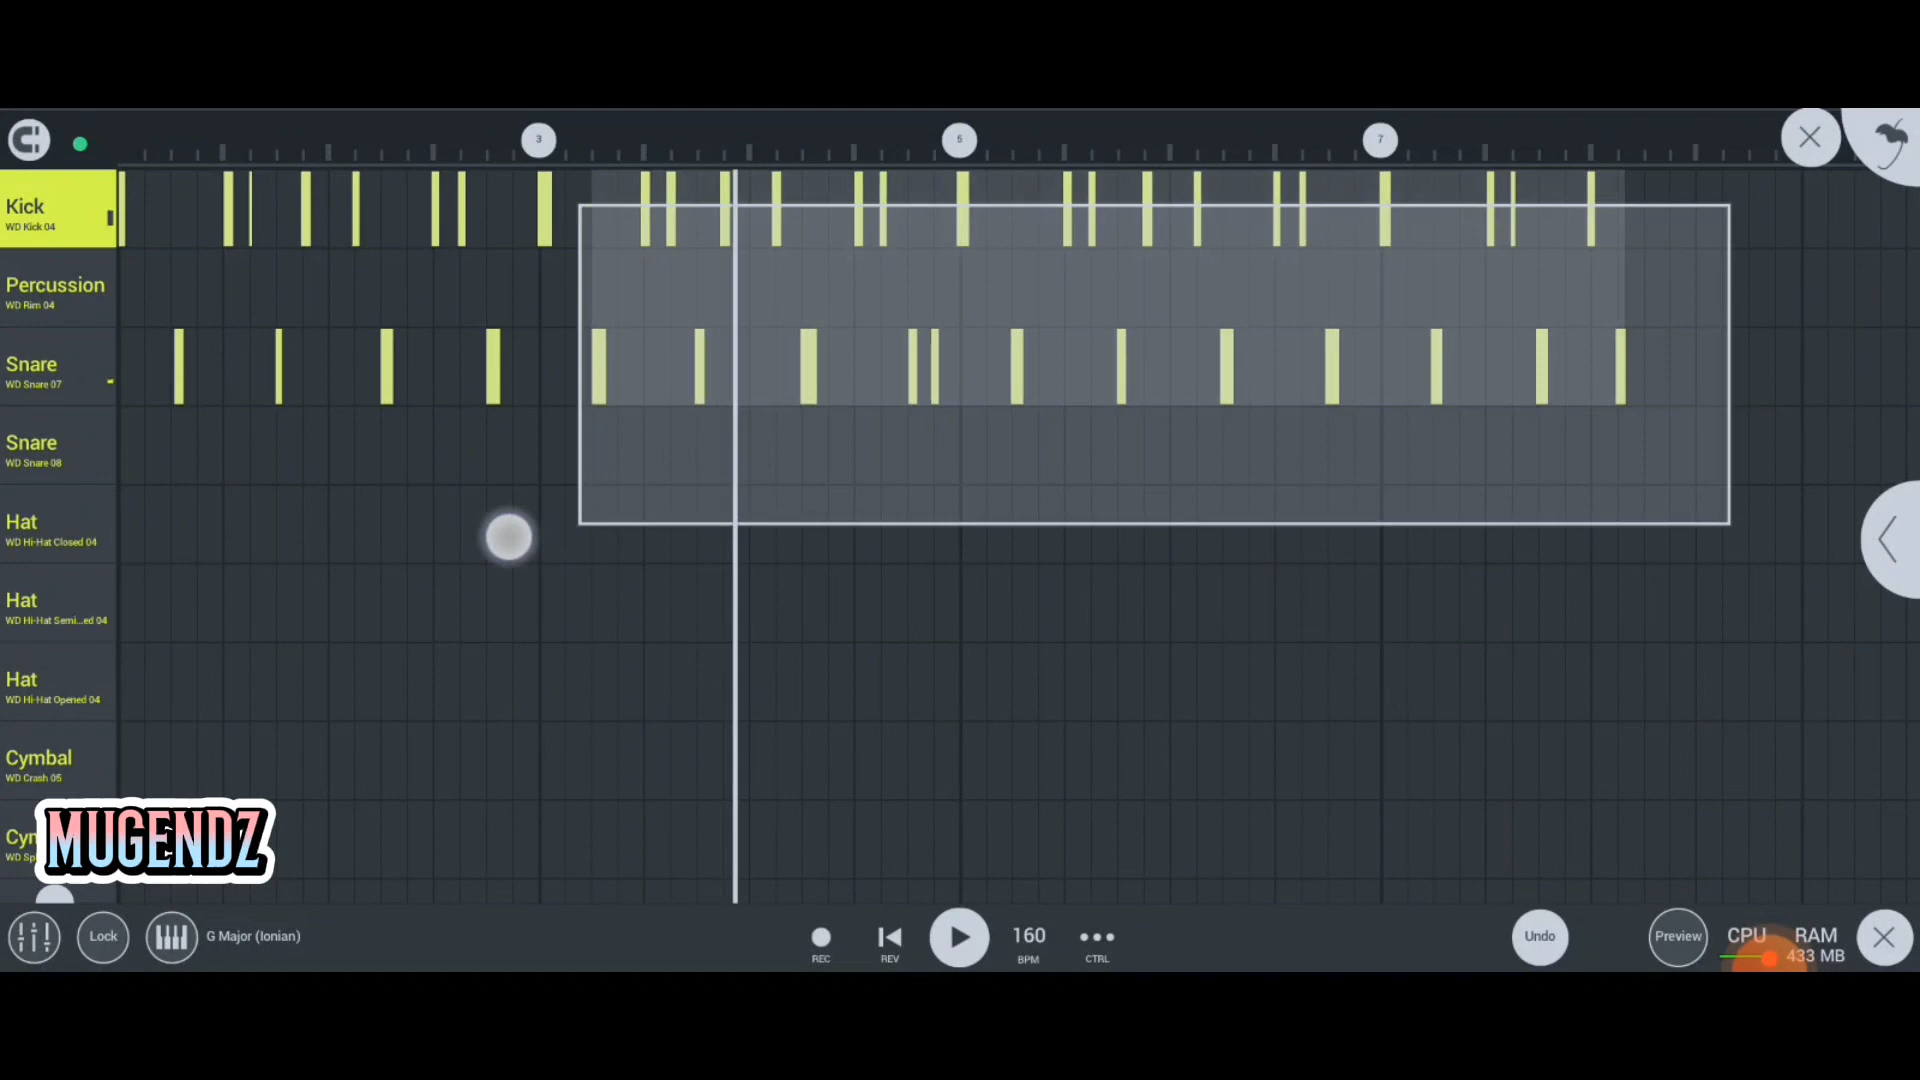 3
5
7
Kick
WD Kick 04
Percussion
WD Rim 04
Snare
WD Snare 07
Snare
WD Snare 08
Hat
WD Hi-Hat Closed 04
Hat
WD Hi-Hat Semi...ed 04
Hat
WD Hi-Hat Opened 04
Cymbal
WD Crash 05
MUGENDZ
Lock
G Major (Ionian)
REC
REV
160
BPM
CTRL
Undo
Preview
CPU
RAM
433 MB